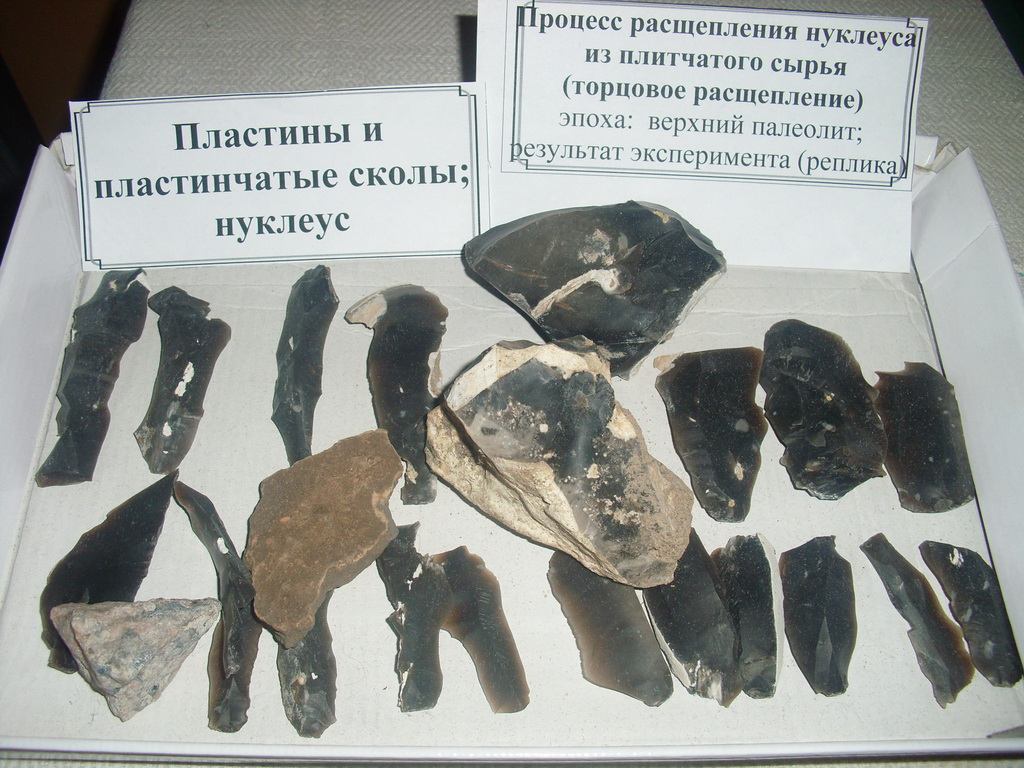 Пластины и
пластинчатые сколы;
нуклеус
Процесс расщепления нуклеуса
из плитчатого сырья
(торцовое расщепление)
эпоха: верхний палеолит;
результат эксперимента (реплика)